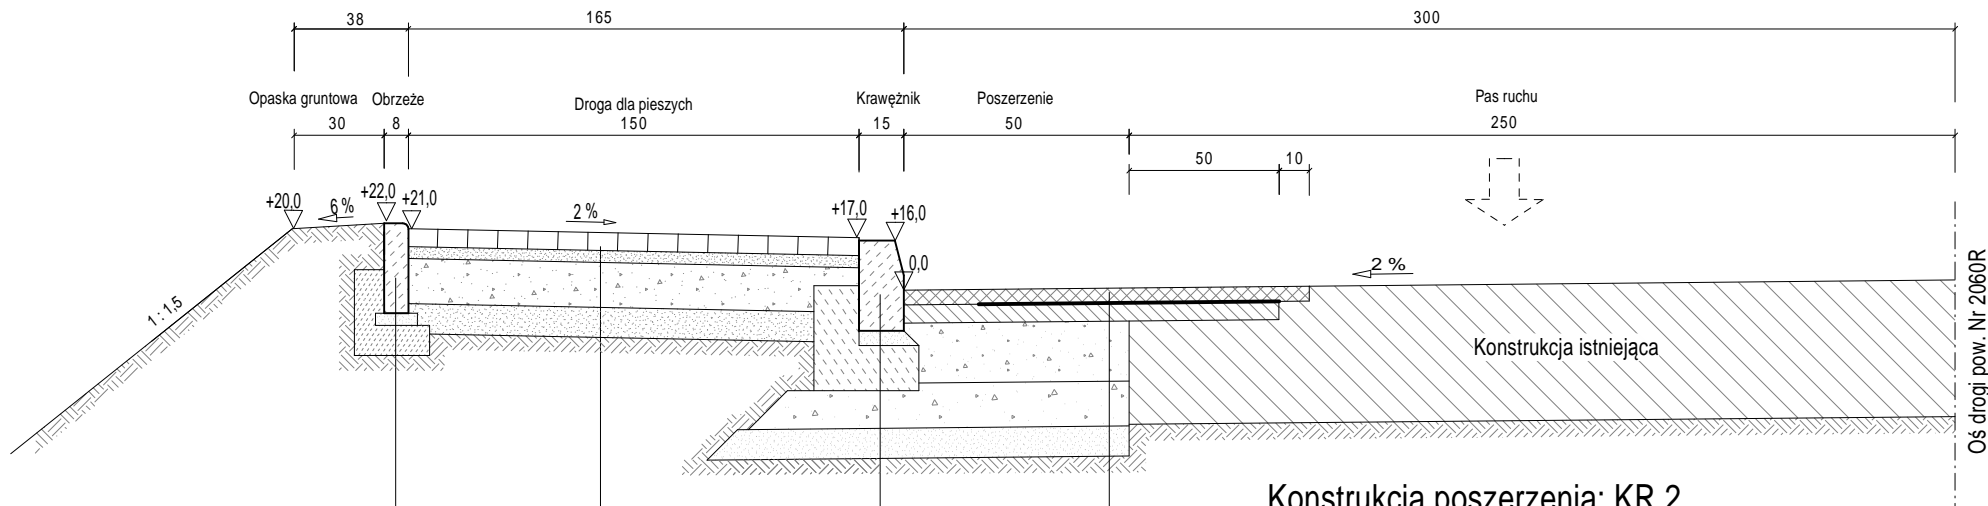 38 165 300
Opaska gruntowa Obrzeże Droga dla pieszych Krawężnik Poszerzenie Pas ruchu
30 8 150 15 50 250
50 10
+20,0 6 % +22,0 +21,0 2 % +17,0 +16,0
0,0 2 %
1 : 1,5
Konstrukcja istniejąca
Oś drogi pow. Nr 2060R
Konstrukcja poszerzenia: KR 2